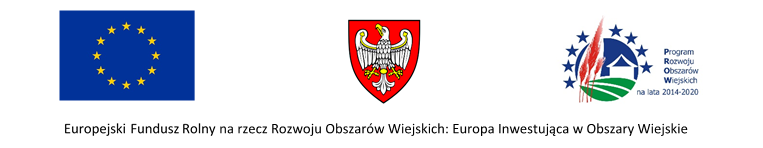 Program
Rozwoju
Obszarów
Wiejskich
na lata 2014-2020
Europejski Fundusz Rolny na rzecz Rozwoju Obszarów Wiejskich: Europa Inwestująca w Obszary Wiejskie